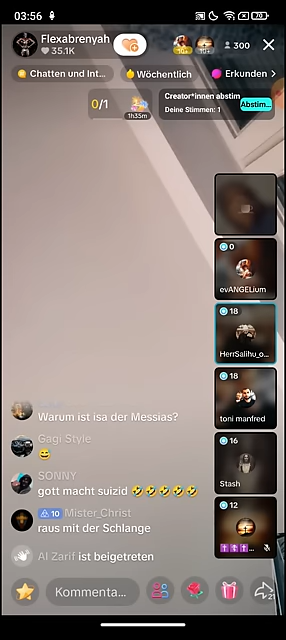 03:56
70
Flexabrenyah
35.1K
10+
10+
300
Chatten und Int...
Wöchentlich
Erkunden
0/1
1h35m
Creator*innen abstim
Deine Stimmen: 1
Abstim...
0
evANGELium
18
HerrSalihu_o...
18
toni manfred
16
Stash
12
Warum ist isa der Messias?
Gagi Style
😅
SONNY
gott macht suizid 🤣🤣🤣🤣🤣
10 Mister_Christ
raus mit der Schlange
Al Zarif ist beigetreten
✝️✝️✝️...
Kommenta...